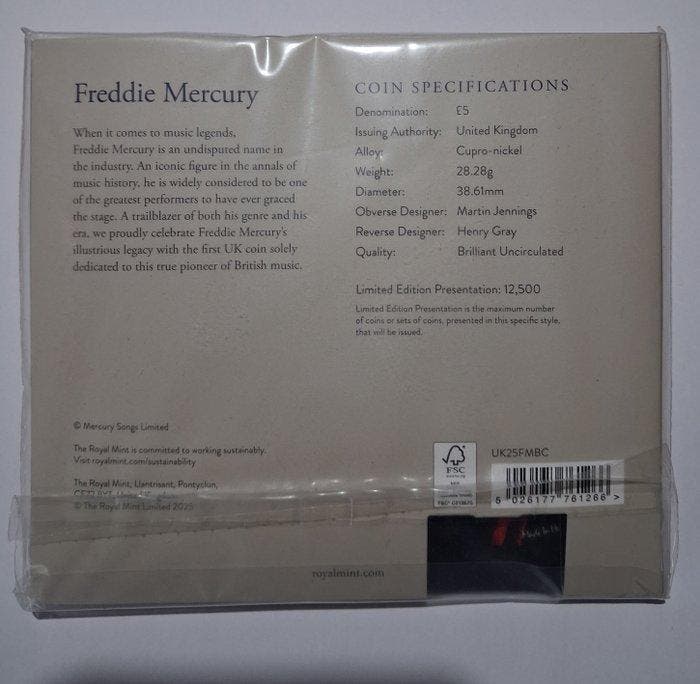 Freddie Mercury
When it comes to music legends,
Freddie Mercury is an undisputed name in
the industry. An iconic figure in the annals of
music history, he is widely considered to be one
of the greatest performers to have ever graced
the stage. A trailblazer of both his genre and his
era, we proudly celebrate Freddie Mercury's
illustrious legacy with the first UK coin solely
dedicated to this true pioneer of British music.
COIN SPECIFICATIONS
Denomination: £5
Issuing Authority: United Kingdom
Alloy: Cupro-nickel
Weight: 28.28g
Diameter: 38.61mm
Obverse Designer: Martin Jennings
Reverse Designer: Henry Gray
Quality: Brilliant Uncirculated
Limited Edition Presentation: 12,500
Limited Edition Presentation is the maximum number
of coins or sets of coins, presented in this specific style,
that will be issued.
© Mercury Songs Limited
The Royal Mint is committed to working sustainably.
Visit royalmint.com/sustainability
The Royal Mint, Llantrisant, Pontyclun,
© The Royal Mint Limited 2025
FSC
UK25FMBC
5 026177 761266 >
royalmint.com